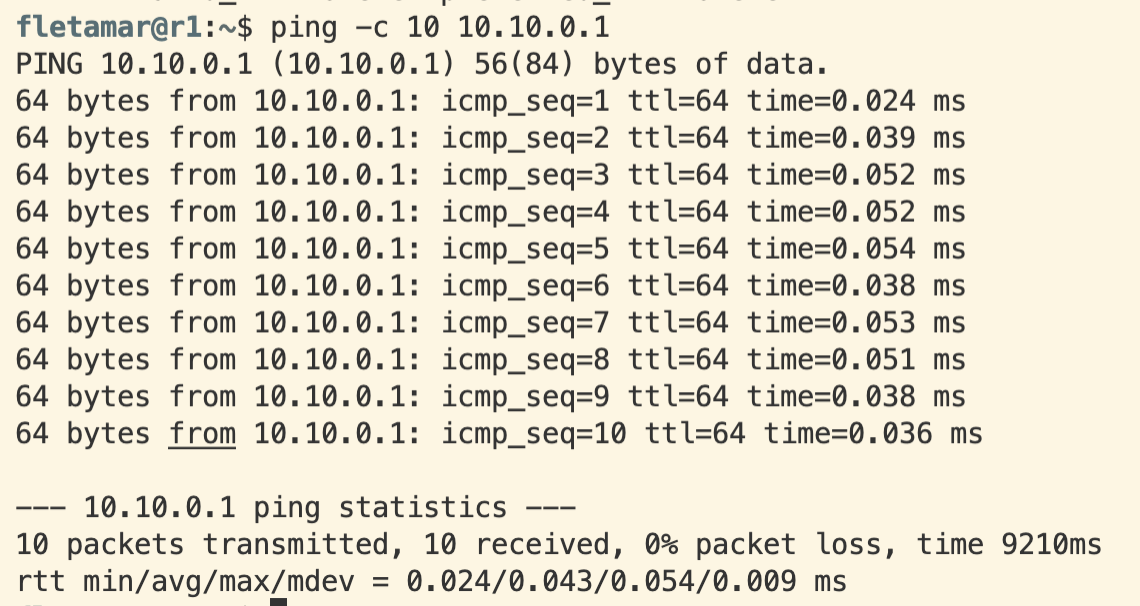 fletamar@r1:~$ ping -c 10 10.10.0.1
PING 10.10.0.1 (10.10.0.1) 56(84) bytes of data.
64 bytes from 10.10.0.1: icmp_seq=1 ttl=64 time=0.024 ms
64 bytes from 10.10.0.1: icmp_seq=2 ttl=64 time=0.039 ms
64 bytes from 10.10.0.1: icmp_seq=3 ttl=64 time=0.052 ms
64 bytes from 10.10.0.1: icmp_seq=4 ttl=64 time=0.052 ms
64 bytes from 10.10.0.1: icmp_seq=5 ttl=64 time=0.054 ms
64 bytes from 10.10.0.1: icmp_seq=6 ttl=64 time=0.038 ms
64 bytes from 10.10.0.1: icmp_seq=7 ttl=64 time=0.053 ms
64 bytes from 10.10.0.1: icmp_seq=8 ttl=64 time=0.051 ms
64 bytes from 10.10.0.1: icmp_seq=9 ttl=64 time=0.038 ms
64 bytes from 10.10.0.1: icmp_seq=10 ttl=64 time=0.036 ms

--- 10.10.0.1 ping statistics ---
10 packets transmitted, 10 received, 0% packet loss, time 9210ms
rtt min/avg/max/mdev = 0.024/0.043/0.054/0.009 ms